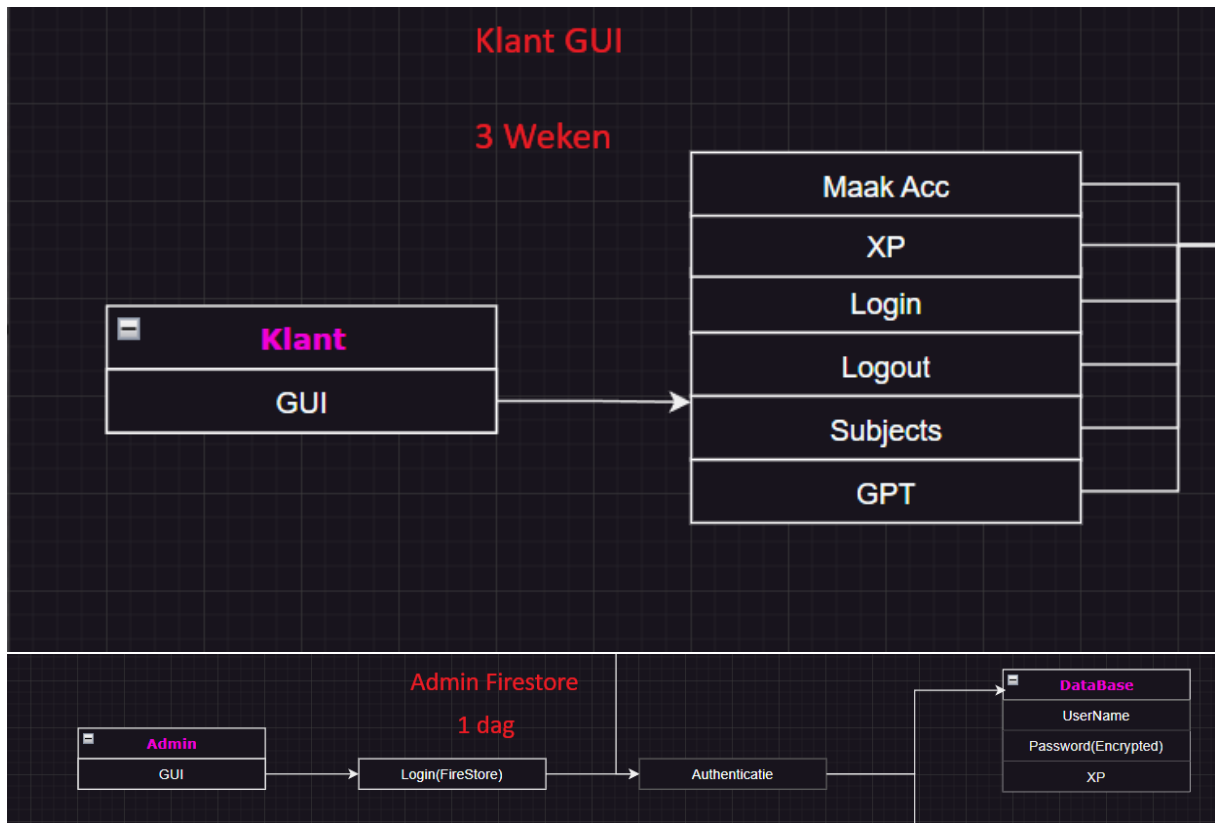 Klant GUI
3 Weken
Maak Acc
XP
Login
Logout
Subjects
GPT
Klant
GUI
Admin Firestore
1 dag
Admin
GUI
Login(FireStore)
Authenticatie
DataBase
UserName
Password(Encrypted)
XP